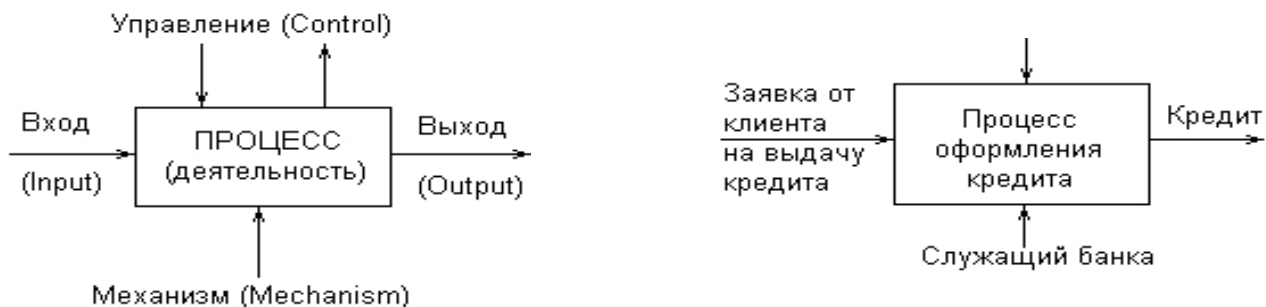 Управление (Control)
Вход
(Input)
ПРОЦЕСС
(деятельность)
Выход
(Output)
Механизм (Mechanism)
Заявка от
клиента
на выдачу
кредита
Процесс
оформления
кредита
Кредит
Служащий банка